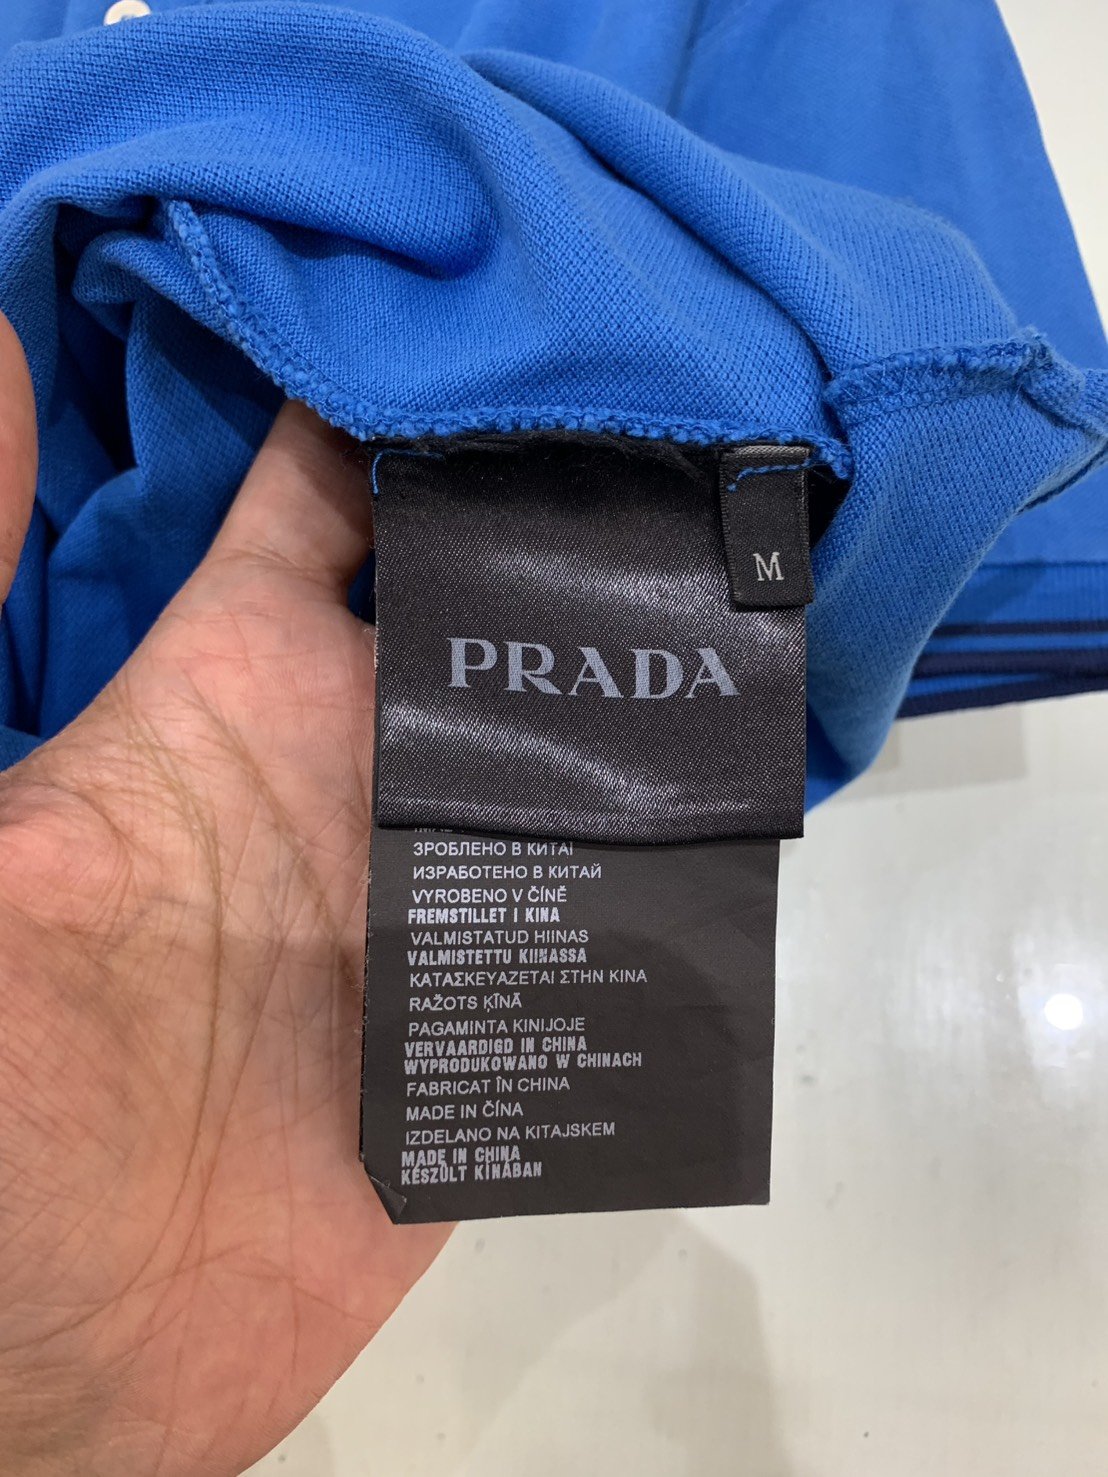 M
PRADA
ЗРОБЛЕНО В КИТАІ
ИЗРАБОТЕНО В КИТАЙ
VYROBENO V ČÍNĚ
FREMSTILLET I KINA
VALMISTATUD HIINAS
VALMISTETTU KIINASSA
ΚΑΤΑΣΚΕΥΑΖΕΤΑΙ ΣΤΗΝ ΚΙΝΑ
RAŽOTS ĶĪNĀ
PAGAMINTA KINIJOJE
VERVAARDIGD IN CHINA
WYPRODUKOWANO W CHINACH
FABRICAT ÎN CHINA
MADE IN ČÍNA
IZDELANO NA KITAJSKEM
MADE IN CHINA
KÉSZÜLT KÍNÁBAN